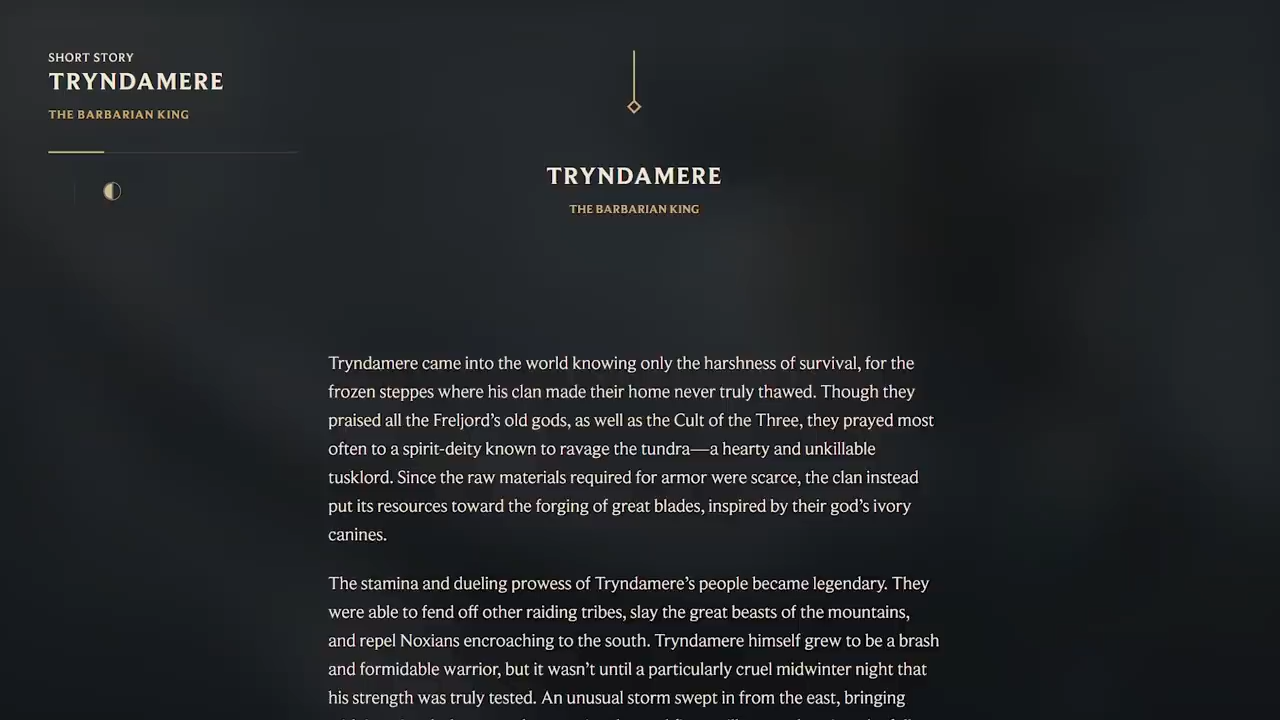 SHORT STORY
TRYNDAMERE
THE BARBARIAN KING
TRYNDAMERE
THE BARBARIAN KING
Tryndamere came into the world knowing only the harshness of survival, for the
frozen steppes where his clan made their home never truly thawed. Though they
praised all the Freljord’s old gods, as well as the Cult of the Three, they prayed most
often to a spirit-deity known to ravage the tundra—a hearty and unkillable
tusklord. Since the raw materials required for armor were scarce, the clan instead
put its resources toward the forging of great blades, inspired by their god’s ivory
canines.
The stamina and dueling prowess of Tryndamere’s people became legendary. They
were able to fend off other raiding tribes, slay the great beasts of the mountains,
and repel Noxians encroaching to the south. Tryndamere himself grew to be a brash
and formidable warrior, but it wasn’t until a particularly cruel midwinter night that
his strength was truly tested. An unusual storm swept in from the east, bringing